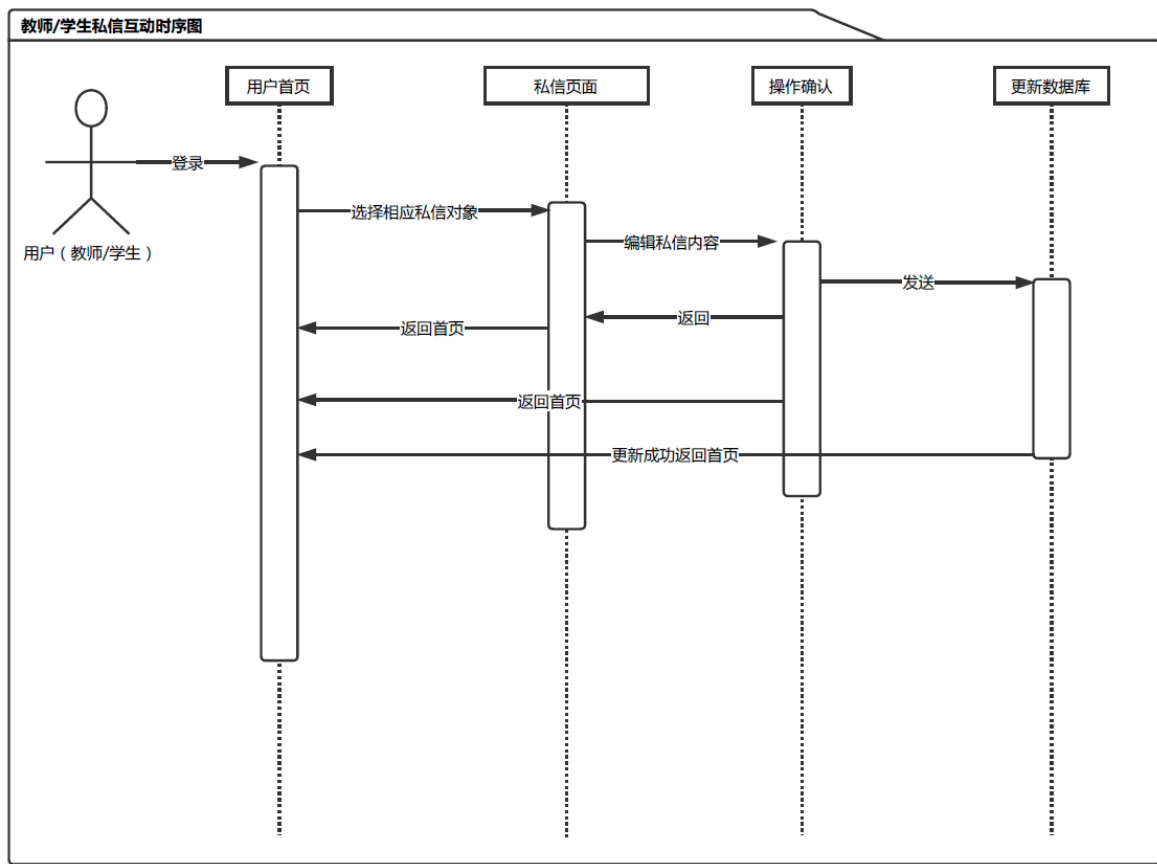 教师/学生私信互动时序图
用户首页
私信页面
操作确认
更新数据库
登录
用户（教师/学生）
选择相应私信对象
编辑私信内容
发送
返回
返回首页
返回首页
更新成功返回首页